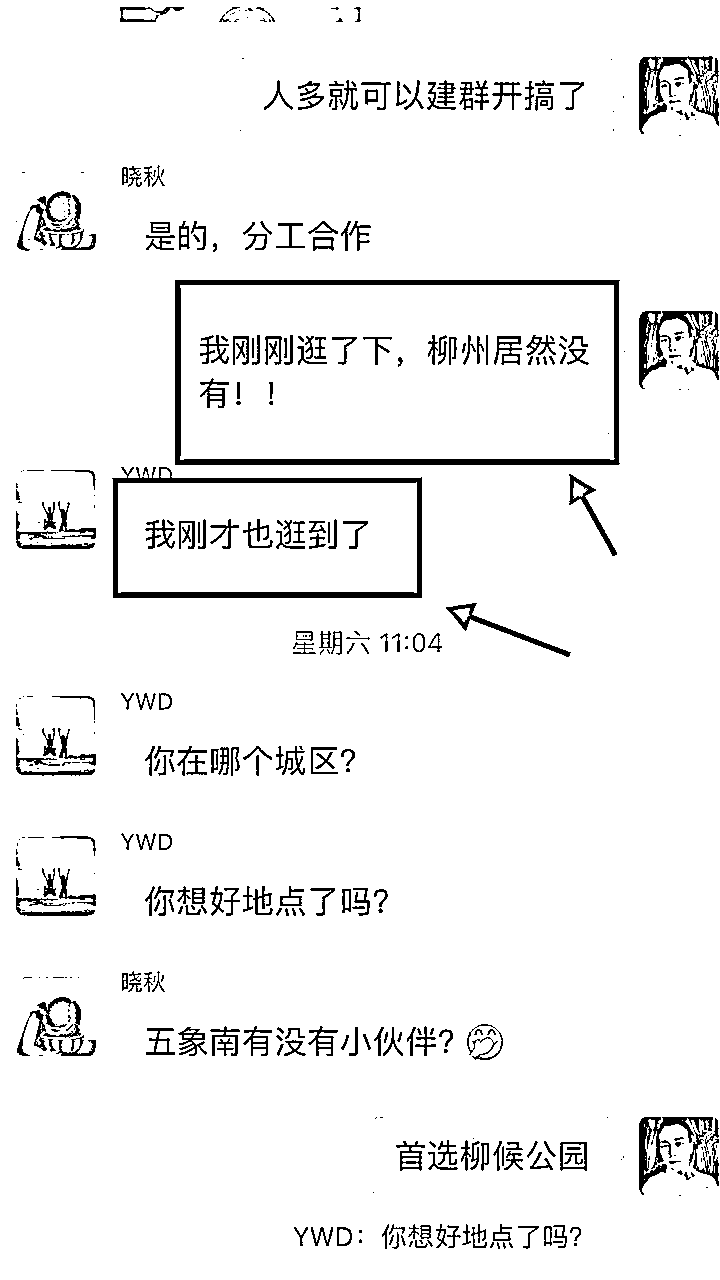 人多就可以建群开搞了
晓秋
是的，分工合作
我刚刚逛了下，柳州居然没
有！！
YWD
我刚才也逛到了
星期六 11:04
YWD
你在哪个城区？
YWD
你想好地点了吗？
晓秋
五象南有没有小伙伴？🤭
首选柳候公园
YWD：你想好地点了吗？